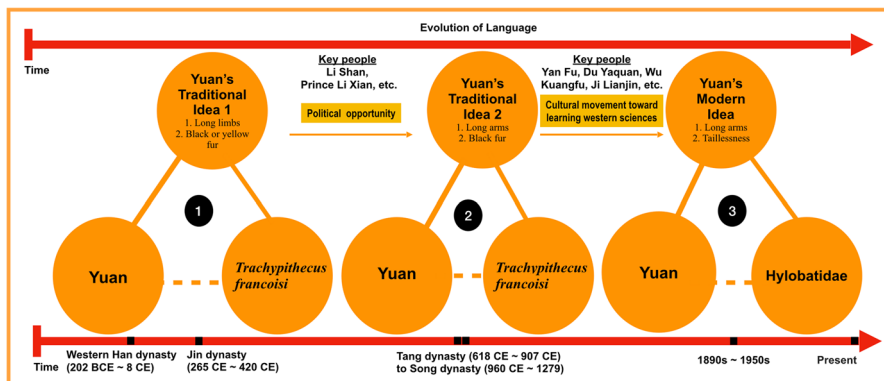 Evolution of Language
Time
Key people
Li Shan,
Prince Li Xian, etc.
Political opportunity
Key people
Yan Fu, Du Yaquan, Wu
Kuangfu, Ji Lianjin, etc.
Cultural movement toward
learning western sciences
Yuan's
Traditional
Idea 1
1. Long limbs
2. Black or yellow
fur
Yuan's
Traditional
Idea 2
1. Long arms
2. Black fur
Yuan's
Modern
Idea
1. Long arms
2. Taillessness
1
2
3
Yuan
Trachypithecus
francoisi
Yuan
Trachypithecus
francoisi
Yuan
Hylobatidae
Time
Western Han dynasty
(202 BCE ~ 8 CE)
Jin dynasty
(265 CE ~ 420 CE)
Tang dynasty (618 CE ~ 907 CE)
to Song dynasty (960 CE ~ 1279)
1890s ~ 1950s
Present